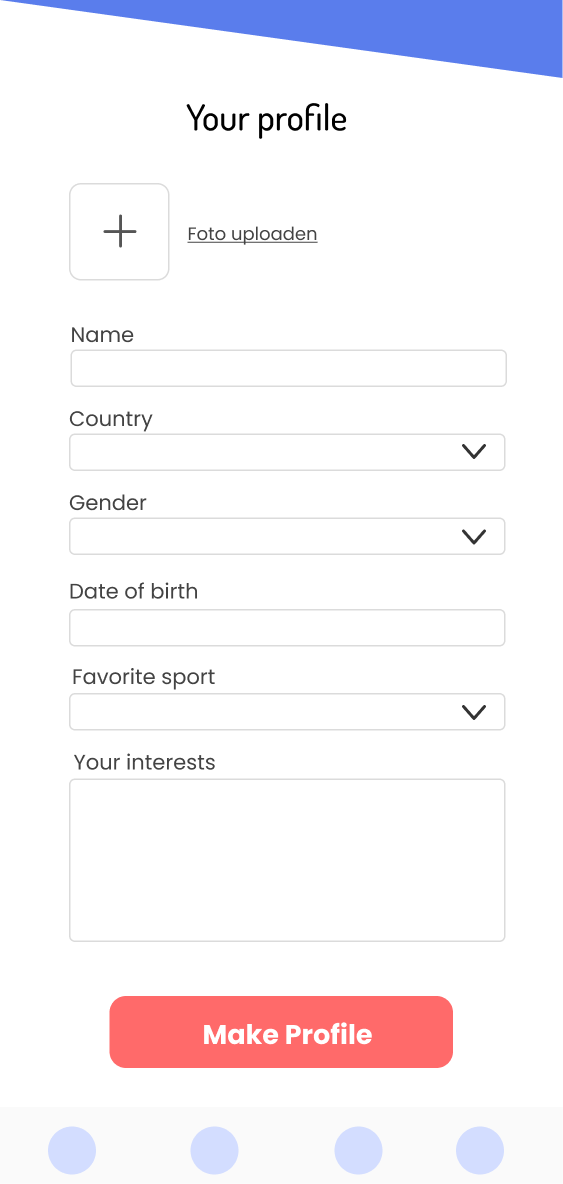 Your profile
Foto uploaden
Name
Country
Gender
Date of birth
Favorite sport
Your interests
Make Profile